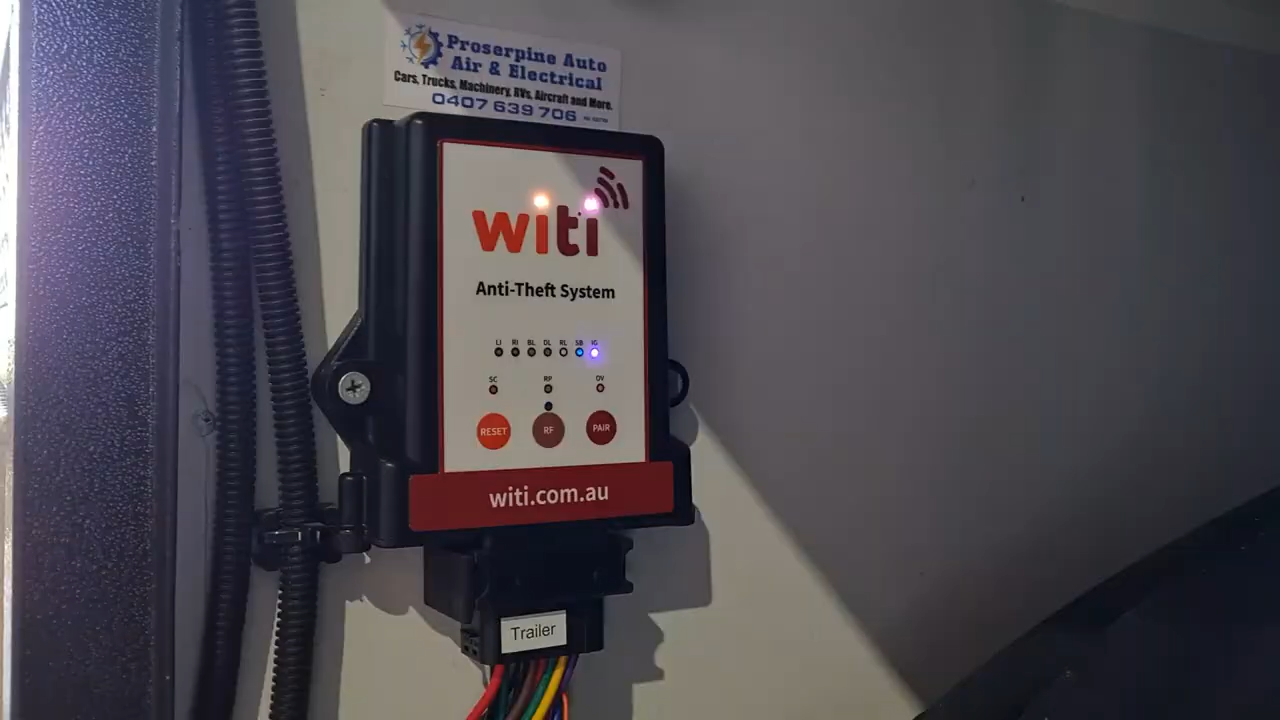 Proserpine Auto
Air & Electrical
Cars, Trucks, Machinery, RVs, Aircraft and More.
0407 639 706
witi
Anti-Theft System
LI RI BL DL RL SB IG
SC RP OV
RESET RF PAIR
witi.com.au
Trailer